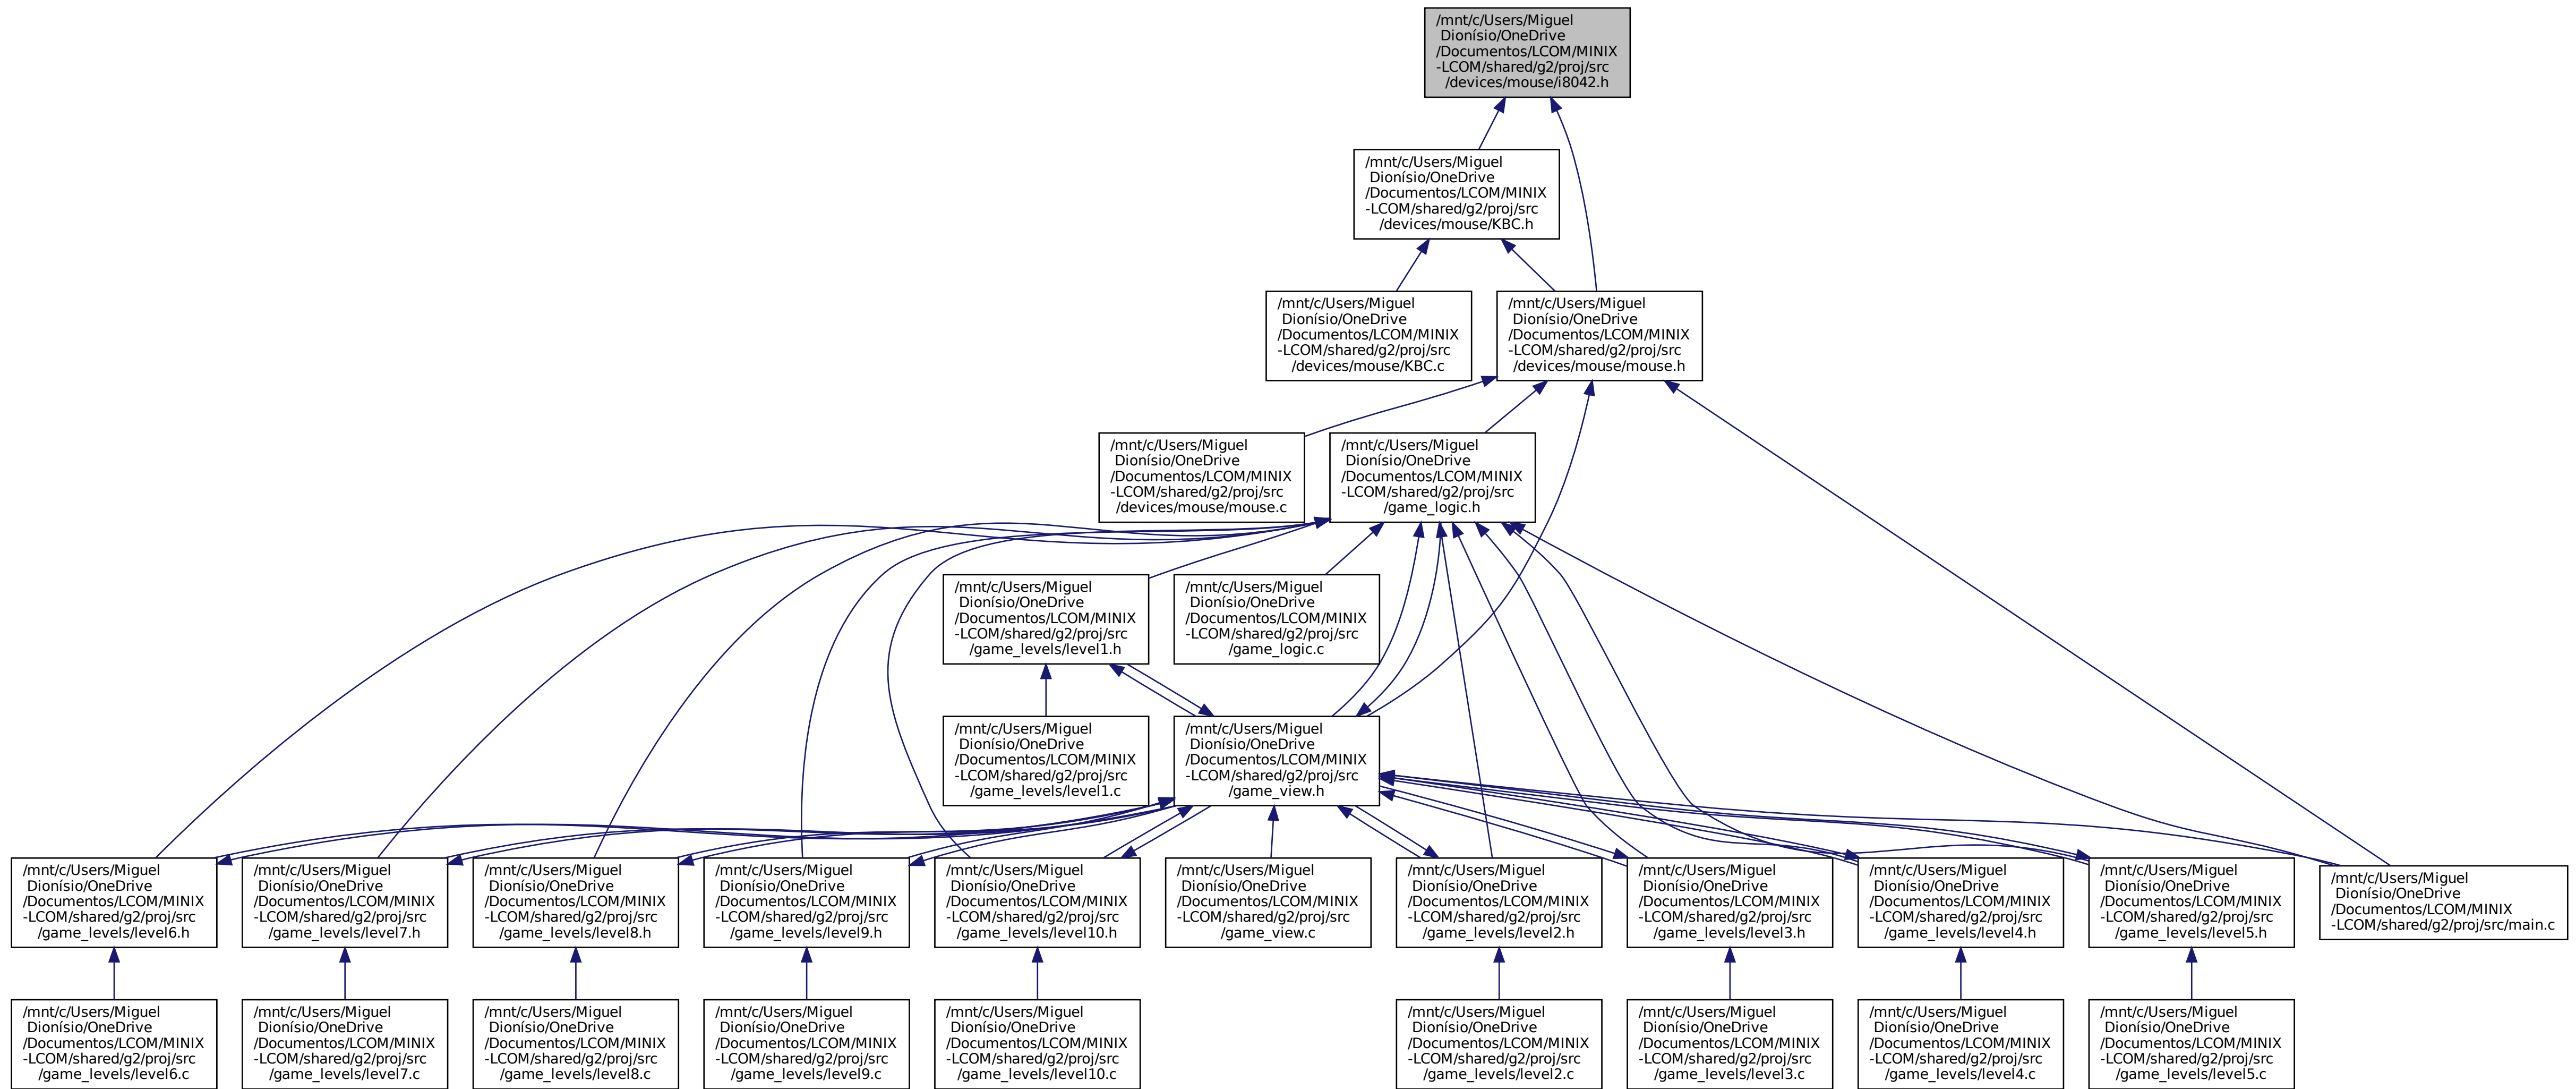 /mnt/c/Users/Miguel
Dionísio/OneDrive
/Documentos/LCOM/MINIX
-LCOM/shared/g2/proj/src
/devices/mouse/i8042.h
/mnt/c/Users/Miguel
Dionísio/OneDrive
/Documentos/LCOM/MINIX
-LCOM/shared/g2/proj/src
/devices/mouse/KBC.h
/mnt/c/Users/Miguel
Dionísio/OneDrive
/Documentos/LCOM/MINIX
-LCOM/shared/g2/proj/src
/devices/mouse/KBC.c
/mnt/c/Users/Miguel
Dionísio/OneDrive
/Documentos/LCOM/MINIX
-LCOM/shared/g2/proj/src
/devices/mouse/mouse.h
/mnt/c/Users/Miguel
Dionísio/OneDrive
/Documentos/LCOM/MINIX
-LCOM/shared/g2/proj/src
/devices/mouse/mouse.c
/mnt/c/Users/Miguel
Dionísio/OneDrive
/Documentos/LCOM/MINIX
-LCOM/shared/g2/proj/src
/game_logic.h
/mnt/c/Users/Miguel
Dionísio/OneDrive
/Documentos/LCOM/MINIX
-LCOM/shared/g2/proj/src
/game_levels/level1.h
/mnt/c/Users/Miguel
Dionísio/OneDrive
/Documentos/LCOM/MINIX
-LCOM/shared/g2/proj/src
/game_logic.c
/mnt/c/Users/Miguel
Dionísio/OneDrive
/Documentos/LCOM/MINIX
-LCOM/shared/g2/proj/src
/game_levels/level1.c
/mnt/c/Users/Miguel
Dionísio/OneDrive
/Documentos/LCOM/MINIX
-LCOM/shared/g2/proj/src
/game_view.h
/mnt/c/Users/Miguel
Dionísio/OneDrive
/Documentos/LCOM/MINIX
-LCOM/shared/g2/proj/src
/game_levels/level6.h
/mnt/c/Users/Miguel
Dionísio/OneDrive
/Documentos/LCOM/MINIX
-LCOM/shared/g2/proj/src
/game_levels/level7.h
/mnt/c/Users/Miguel
Dionísio/OneDrive
/Documentos/LCOM/MINIX
-LCOM/shared/g2/proj/src
/game_levels/level8.h
/mnt/c/Users/Miguel
Dionísio/OneDrive
/Documentos/LCOM/MINIX
-LCOM/shared/g2/proj/src
/game_levels/level9.h
/mnt/c/Users/Miguel
Dionísio/OneDrive
/Documentos/LCOM/MINIX
-LCOM/shared/g2/proj/src
/game_levels/level10.h
/mnt/c/Users/Miguel
Dionísio/OneDrive
/Documentos/LCOM/MINIX
-LCOM/shared/g2/proj/src
/game_view.c
/mnt/c/Users/Miguel
Dionísio/OneDrive
/Documentos/LCOM/MINIX
-LCOM/shared/g2/proj/src
/game_levels/level2.h
/mnt/c/Users/Miguel
Dionísio/OneDrive
/Documentos/LCOM/MINIX
-LCOM/shared/g2/proj/src
/game_levels/level3.h
/mnt/c/Users/Miguel
Dionísio/OneDrive
/Documentos/LCOM/MINIX
-LCOM/shared/g2/proj/src
/game_levels/level4.h
/mnt/c/Users/Miguel
Dionísio/OneDrive
/Documentos/LCOM/MINIX
-LCOM/shared/g2/proj/src
/game_levels/level5.h
/mnt/c/Users/Miguel
Dionísio/OneDrive
/Documentos/LCOM/MINIX
-LCOM/shared/g2/proj/src/main.c
/mnt/c/Users/Miguel
Dionísio/OneDrive
/Documentos/LCOM/MINIX
-LCOM/shared/g2/proj/src
/game_levels/level6.c
/mnt/c/Users/Miguel
Dionísio/OneDrive
/Documentos/LCOM/MINIX
-LCOM/shared/g2/proj/src
/game_levels/level7.c
/mnt/c/Users/Miguel
Dionísio/OneDrive
/Documentos/LCOM/MINIX
-LCOM/shared/g2/proj/src
/game_levels/level8.c
/mnt/c/Users/Miguel
Dionísio/OneDrive
/Documentos/LCOM/MINIX
-LCOM/shared/g2/proj/src
/game_levels/level9.c
/mnt/c/Users/Miguel
Dionísio/OneDrive
/Documentos/LCOM/MINIX
-LCOM/shared/g2/proj/src
/game_levels/level10.c
/mnt/c/Users/Miguel
Dionísio/OneDrive
/Documentos/LCOM/MINIX
-LCOM/shared/g2/proj/src
/game_levels/level2.c
/mnt/c/Users/Miguel
Dionísio/OneDrive
/Documentos/LCOM/MINIX
-LCOM/shared/g2/proj/src
/game_levels/level3.c
/mnt/c/Users/Miguel
Dionísio/OneDrive
/Documentos/LCOM/MINIX
-LCOM/shared/g2/proj/src
/game_levels/level4.c
/mnt/c/Users/Miguel
Dionísio/OneDrive
/Documentos/LCOM/MINIX
-LCOM/shared/g2/proj/src
/game_levels/level5.c